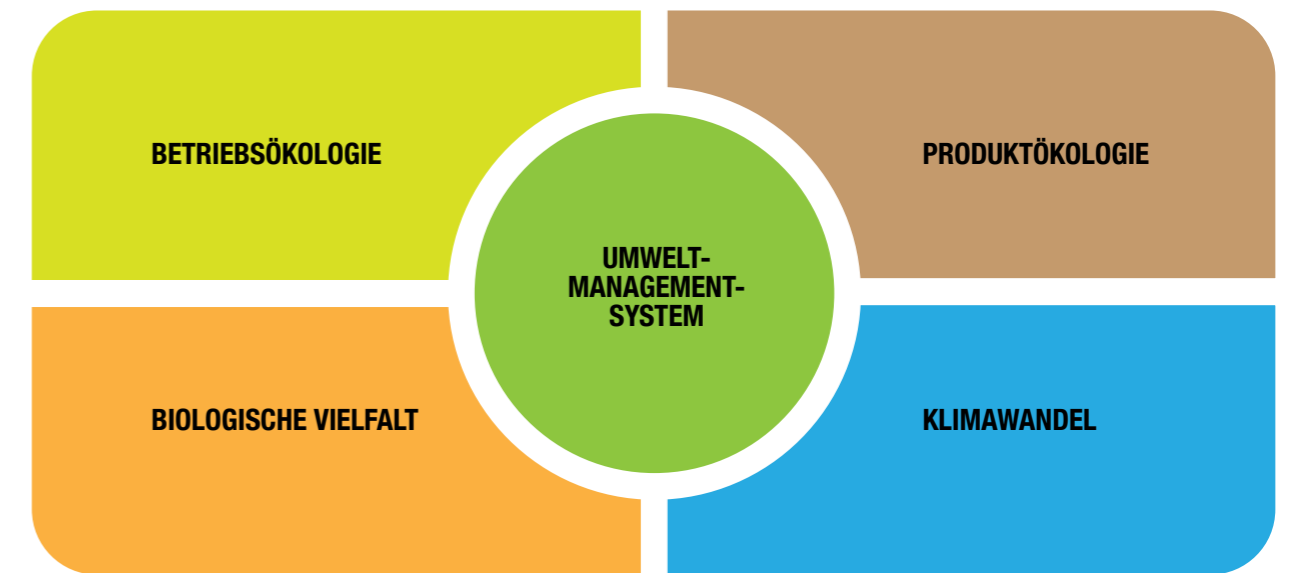 BETRIEBSÖKOLOGIE
PRODUKTÖKOLOGIE
UMWELT-
MANAGEMENT-
SYSTEM
BIOLOGISCHE VIELFALT
KLIMAWANDEL